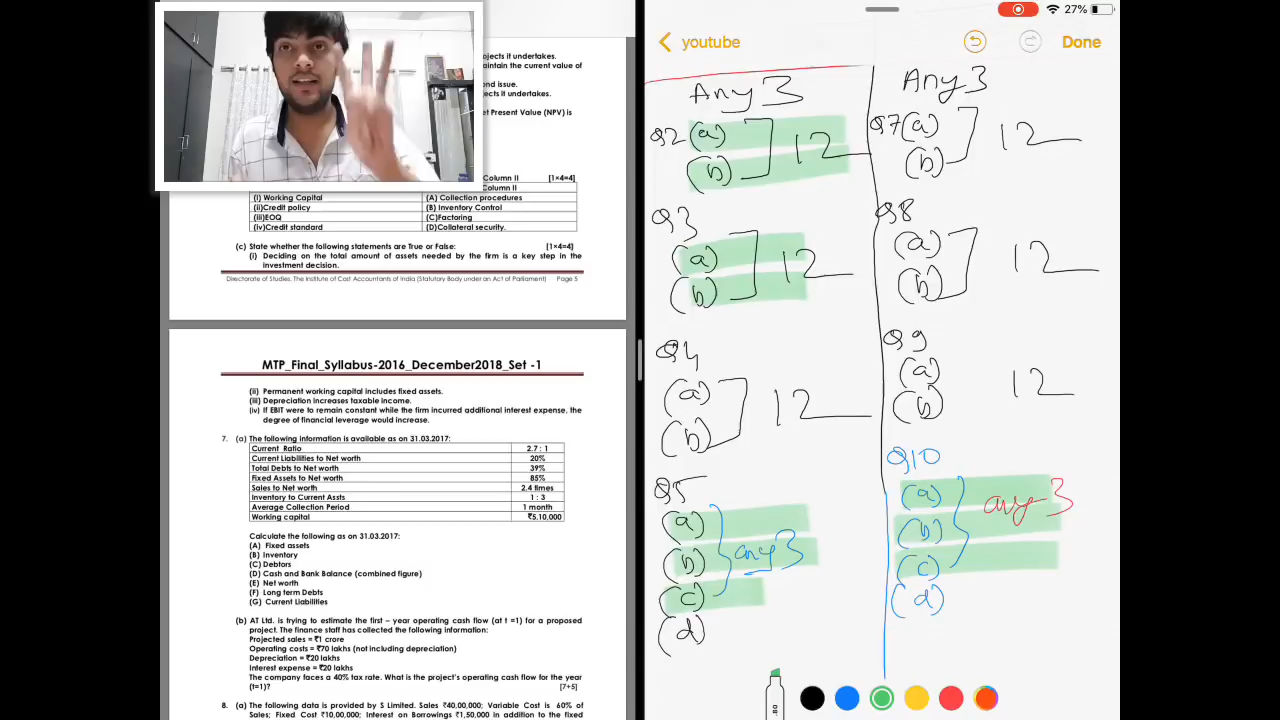 ojects it undertakes.
aintain the current value of
ond issue.
ects it undertakes.
et Present Value (NPV) is
Column II [1×4=4]
Column II
(i) Working Capital (A) Collection procedures
(ii)Credit policy (B) Inventory Control
(iii)EOQ (C)Factoring
(iv)Credit standard (D)Collateral security.
(c) State whether the following statements are True or False: [1×4=4]
(i) Deciding on the total amount of assets needed by the firm is a key step in the
investment decision.
Directorate of Studies, The Institute of Cost Accountants of India (Statutory Body under an Act of Parliament) Page 5
MTP_Final_Syllabus-2016_December2018_Set -1
(ii) Permanent working capital includes fixed assets.
(iii) Depreciation increases taxable income.
(iv) If EBIT were to remain constant while the firm incurred additional interest expense, the
degree of financial leverage would increase.
7. (a) The following information is available as on 31.03.2017:
Current Ratio 2.7 : 1
Current Liabilities to Net worth 20%
Total Debts to Net worth 39%
Fixed Assets to Net worth 85%
Sales to Net worth 2.4 times
Inventory to Current Assts 1 : 3
Average Collection Period 1 month
Working capital ₹5,10,000
Calculate the following as on 31.03.2017:
(A) Fixed assets
(B) Inventory
(C) Debtors
(D) Cash and Bank Balance (combined figure)
(E) Net worth
(F) Long term Debts
(G) Current Liabilities
(b) AT Ltd. is trying to estimate the first – year operating cash flow (at t =1) for a proposed
project. The finance staff has collected the following information:
Projected sales = ₹1 crore
Operating costs = ₹70 lakhs (not including depreciation)
Depreciation = ₹20 lakhs
Interest expense = ₹20 lakhs
The company faces a 40% tax rate. What is the project's operating cash flow for the year
(t=1)? [7+5]
8. (a) The following data is provided by S Limited. Sales ₹40,00,000; Variable Cost is 60% of
Sales; Fixed Cost ₹10,00,000; Interest on Borrowings ₹1,50,000 in addition to the fixed
27%
youtube Done
Any 3
Q2 (a)
(b) 12
Q3
(a)
(b) 12
Q4
(a)
(b) 12
Q5
(a)
(b) any 3
(c)
(d)
Any 3
Q7 (a)
(b) 12
Q8
(a)
(b) 12
Q9
(a)
(b) 12
Q10
(a) any 3
(b)
(c)
(d)
.80